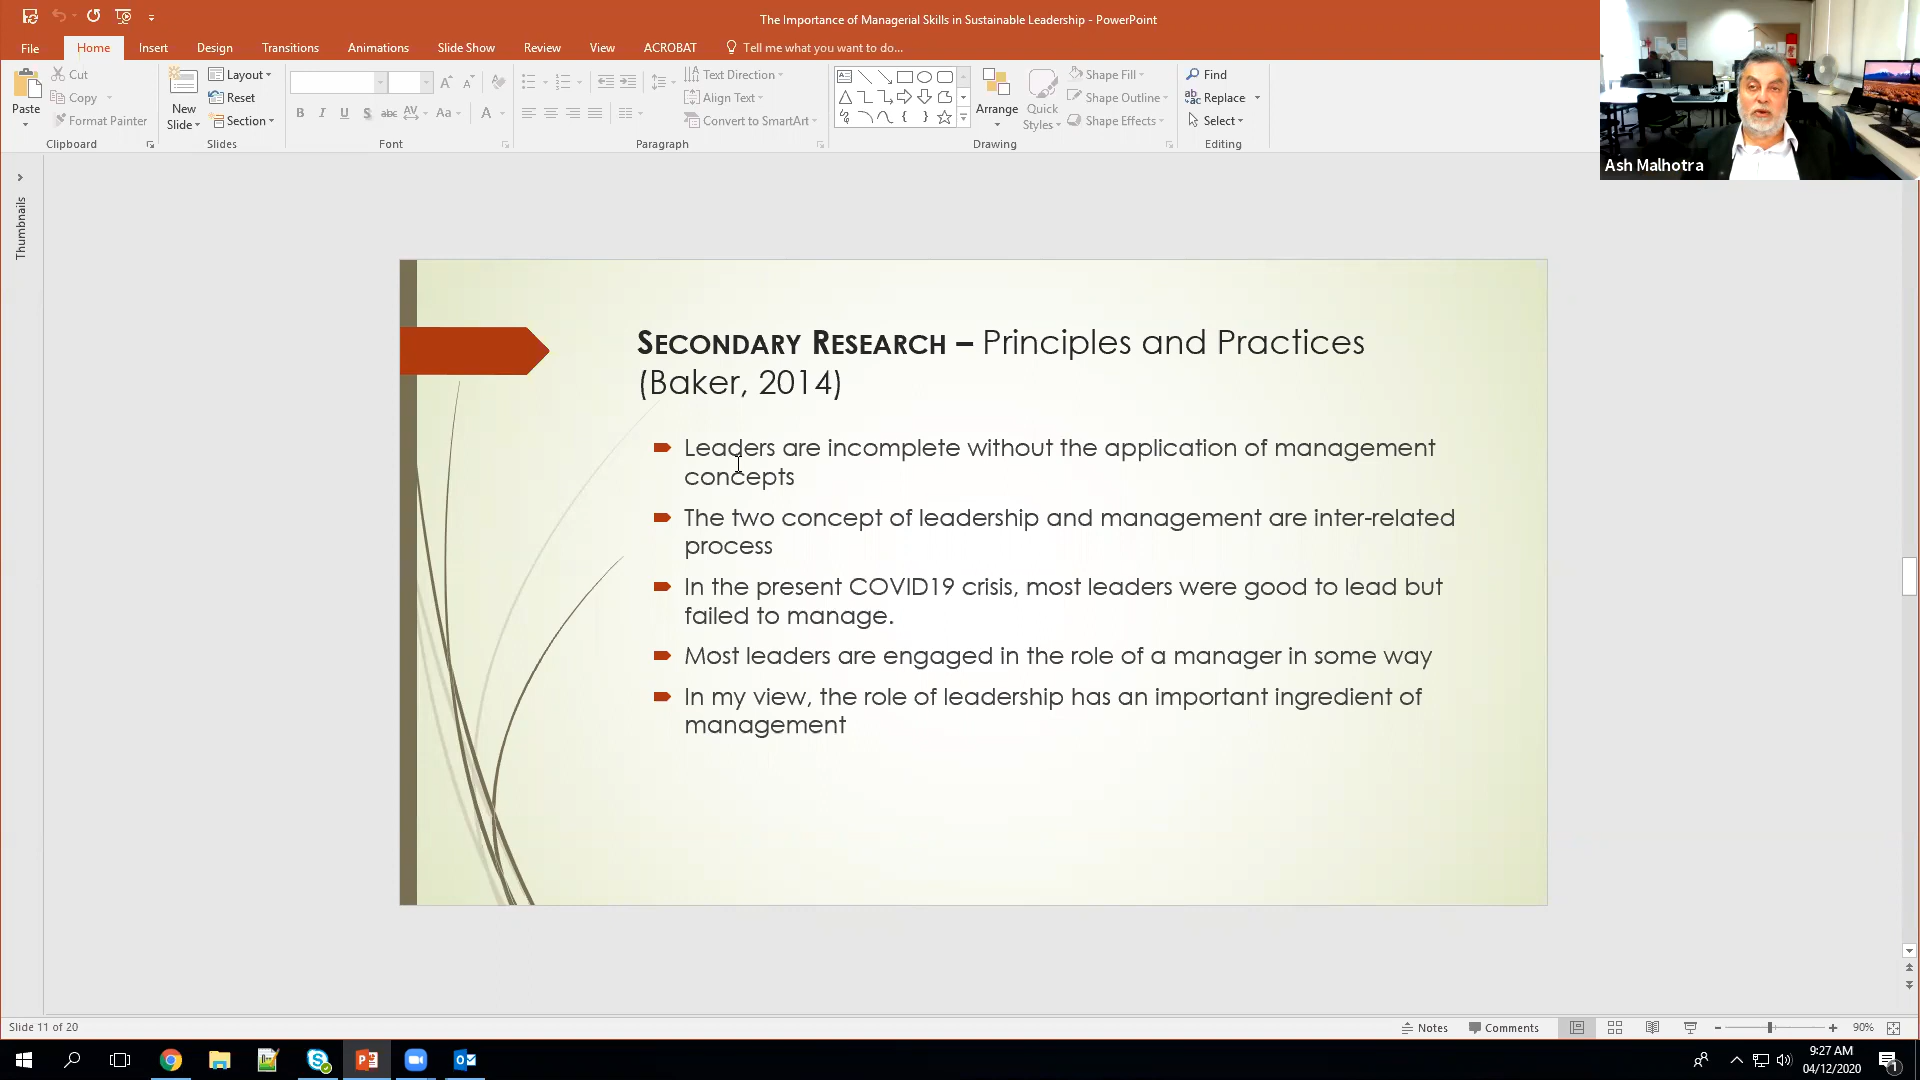 The Importance of Managerial Skills in Sustainable Leadership - PowerPoint
File Home Insert Design Transitions Animations Slide Show Review View ACROBAT Tell me what you want to do...
Paste
Cut
Copy
Format Painter
Clipboard
New
Slide
Layout
Reset
Section
Slides
B I U S abc AV Aa A
Font
Text Direction
Align Text
Convert to SmartArt
Paragraph
Arrange
Quick
Styles
Shape Fill
Shape Outline
Shape Effects
Drawing
Find
Replace
Select
Editing
Ash Malhotra
Thumbnails
SECONDARY RESEARCH – Principles and Practices
(Baker, 2014)
Leaders are incomplete without the application of management
concepts
The two concept of leadership and management are inter-related
process
In the present COVID19 crisis, most leaders were good to lead but
failed to manage.
Most leaders are engaged in the role of a manager in some way
In my view, the role of leadership has an important ingredient of
management
Slide 11 of 20
Notes
Comments
90%
9:27 AM
04/12/2020